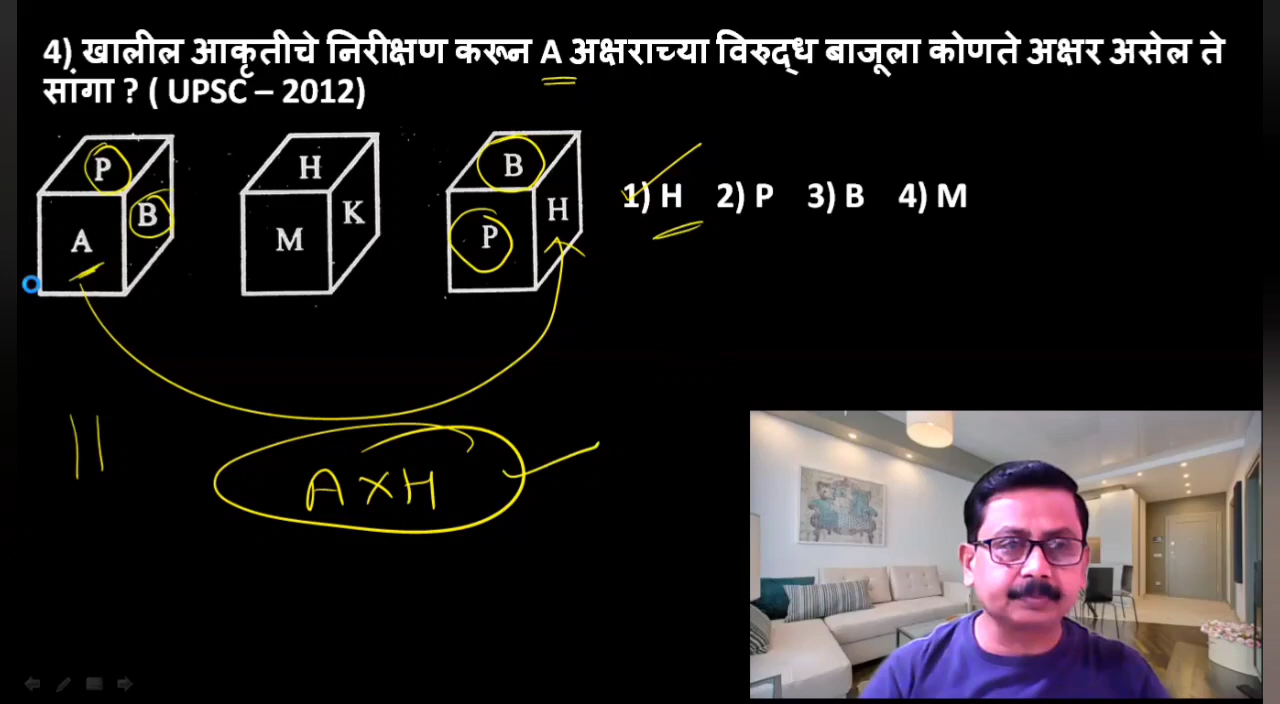 4) खालील आकृतीचे निरीक्षण करून A अक्षराच्या विरुद्ध बाजूला कोणते अक्षर असेल ते
सांगा ? ( UPSC – 2012)
P
B
A
H
K
M
B
H
P
1) H 2) P 3) B 4) M
A X H